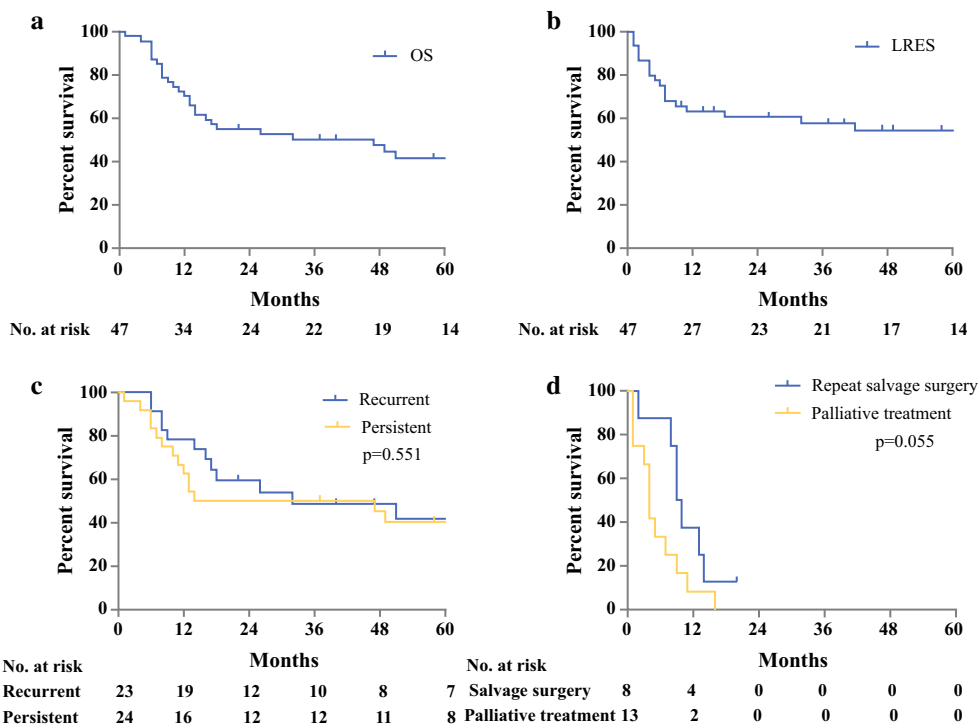 a
100
80
60
40
20
0
Percent survival
OS
0 12 24 36 48 60
Months
No. at risk 47 34 24 22 19 14
b
100
80
60
40
20
0
Percent survival
LRES
0 12 24 36 48 60
Months
No. at risk 47 27 23 21 17 14
c
100
80
60
40
20
0
Percent survival
Recurrent
Persistent
p=0.551
0 12 24 36 48 60
Months
No. at risk
Recurrent 23 19 12 10 8 7
Persistent 24 16 12 12 11 8
d
100
80
60
40
20
0
Percent survival
Repeat salvage surgery
Palliative treatment
p=0.055
0 12 24 36 48 60
Months
No. at risk
Salvage surgery 8 4 0 0 0 0
Palliative treatment 13 2 0 0 0 0